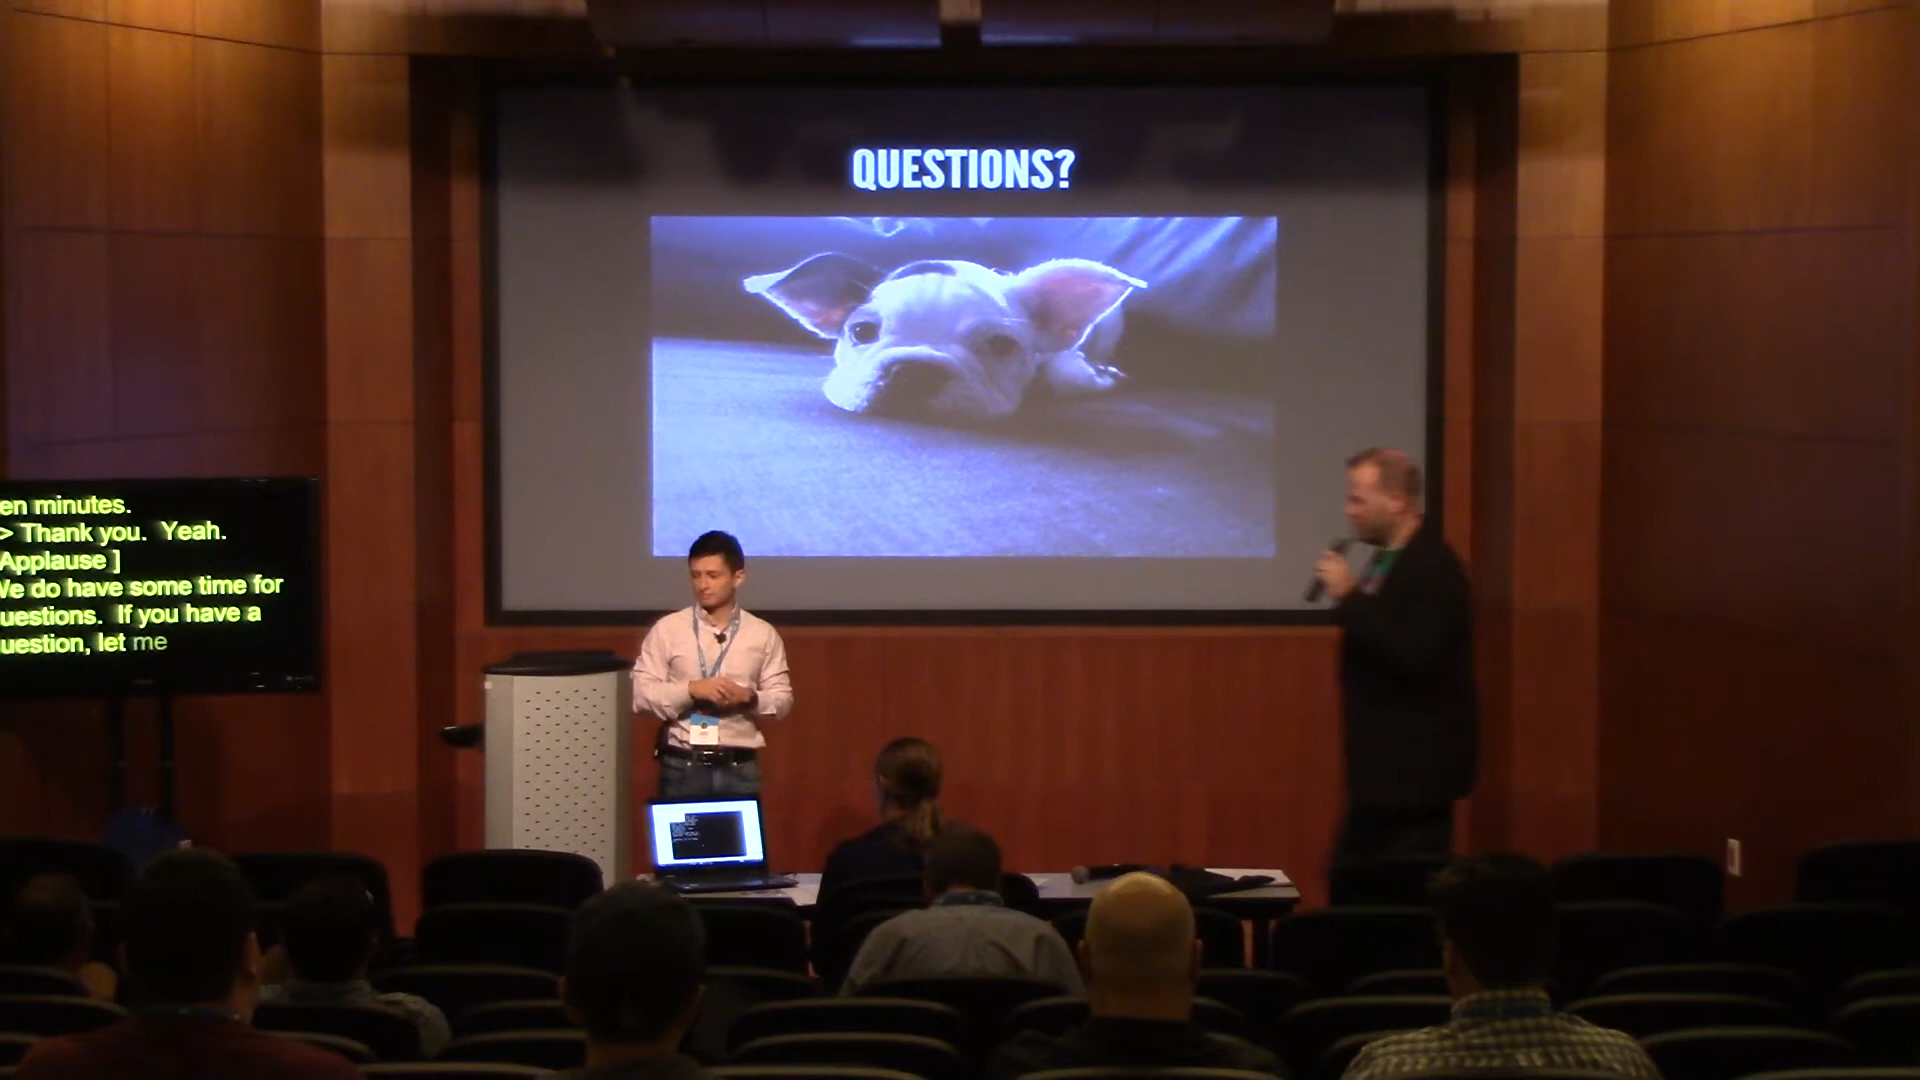 QUESTIONS?
en minutes.
> Thank you. Yeah.
Applause ]
We do have some time for
uestions. If you have a
uestion, let me